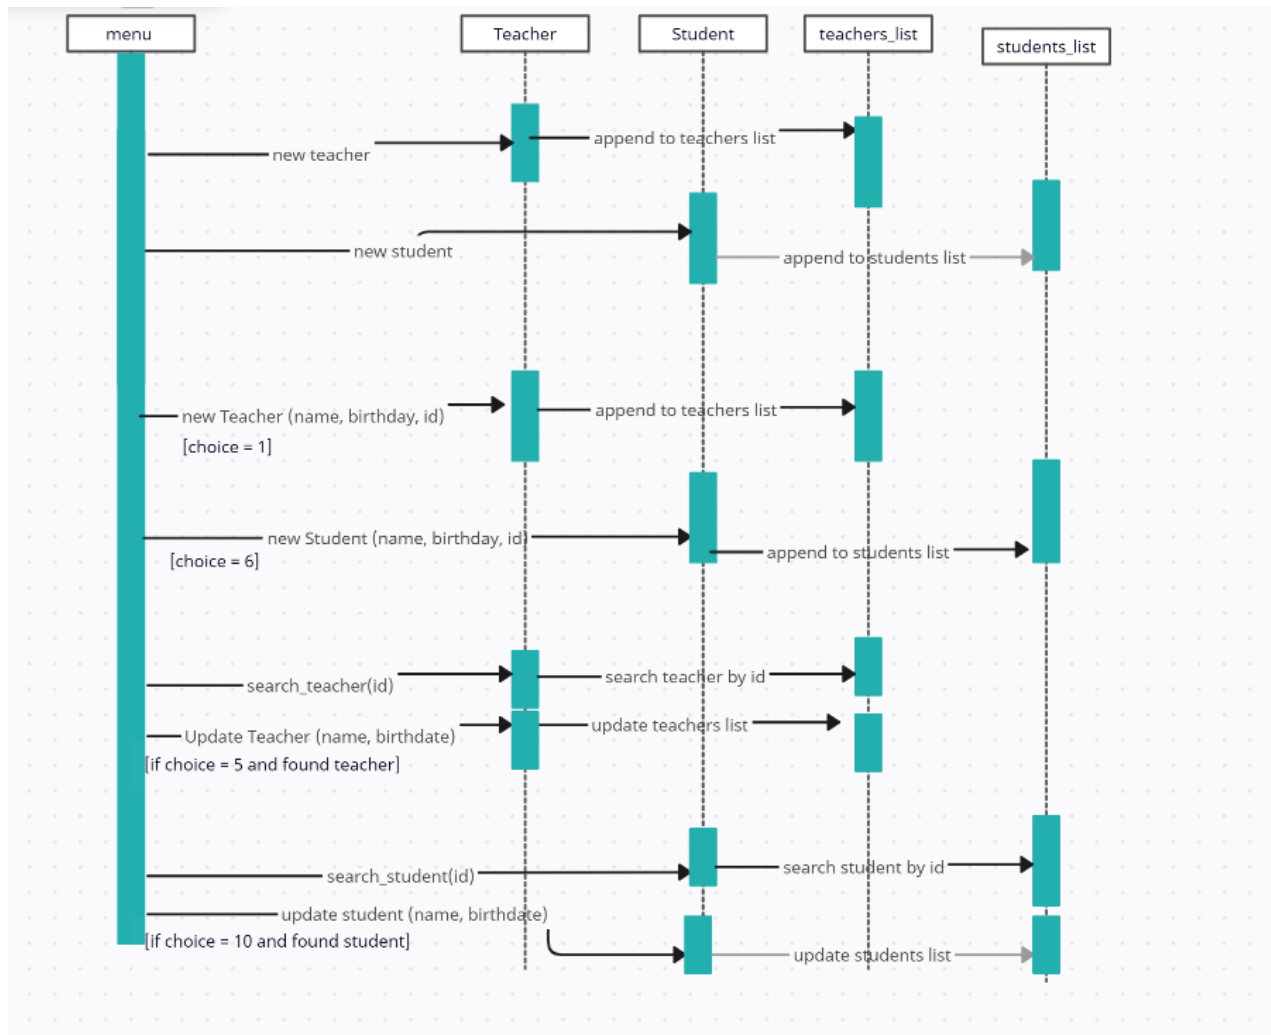 menu
Teacher
Student
teachers_list
students_list
new teacher
append to teachers list
new student
append to students list
new Teacher (name, birthday, id)
append to teachers list
[choice = 1]
new Student (name, birthday, id)
append to students list
[choice = 6]
search_teacher(id)
search teacher by id
Update Teacher (name, birthdate)
update teachers list
[if choice = 5 and found teacher]
search_student(id)
search student by id
update student (name, birthdate)
[if choice = 10 and found student]
update students list